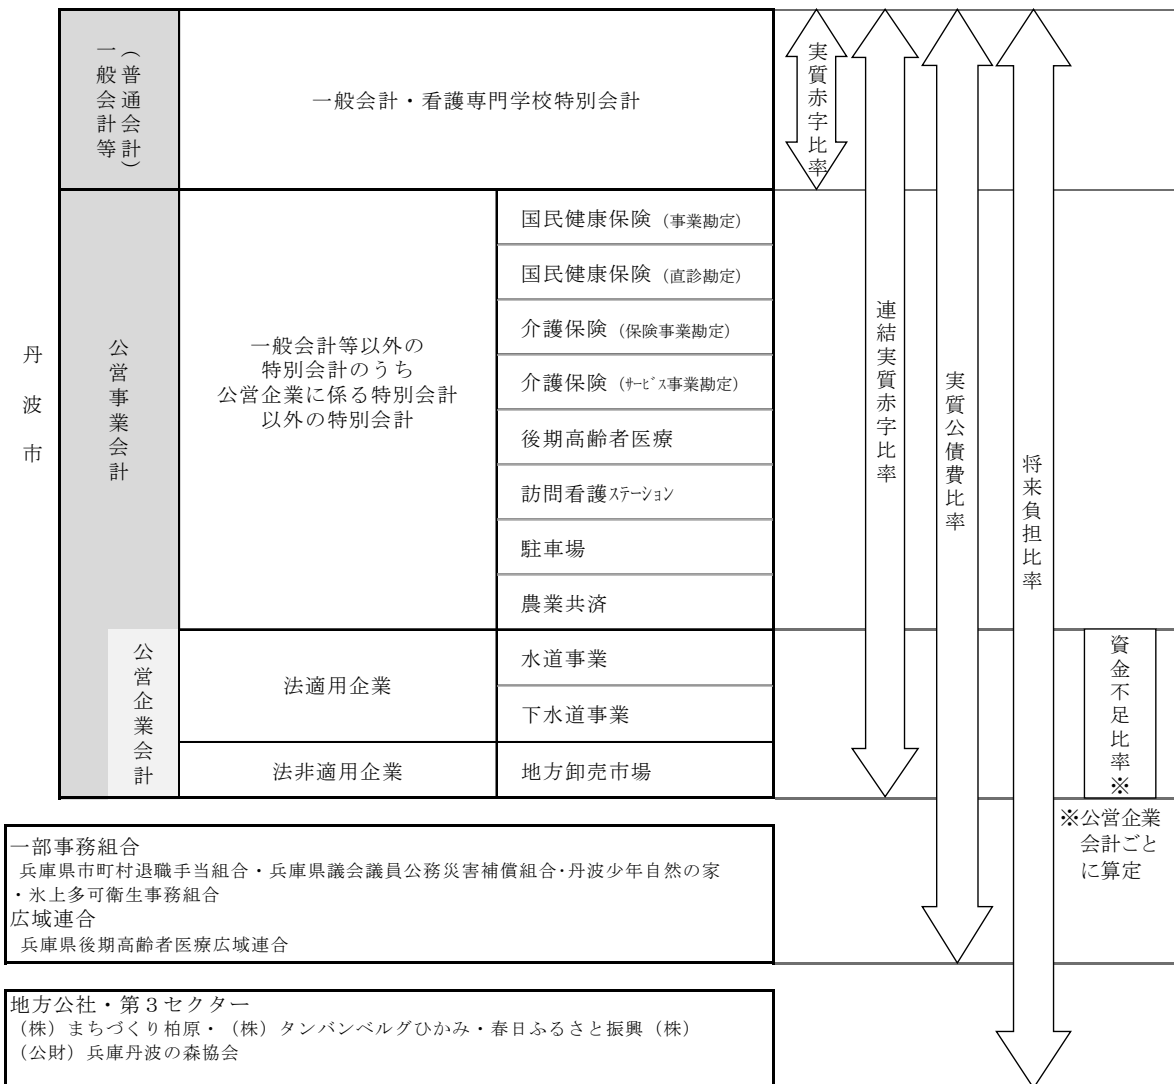 一般会計等
（普通会計）
一般会計・看護専門学校特別会計
実質赤字比率
丹波市
公営事業会計
一般会計等以外の
特別会計のうち
公営企業に係る特別会計
以外の特別会計
国民健康保険（事業勘定）
国民健康保険（直診勘定）
介護保険（保険事業勘定）
介護保険（ｻｰﾋﾞｽ事業勘定）
後期高齢者医療
訪問看護ｽﾃｰｼｮﾝ
駐車場
農業共済
公営企業会計
法適用企業
水道事業
下水道事業
法非適用企業
地方卸売市場
連結実質赤字比率
実質公債費比率
将来負担比率
資金不足比率※
※公営企業
会計ごと
に算定
一部事務組合
兵庫県市町村退職手当組合・兵庫県議会議員公務災害補償組合・丹波少年自然の家
・氷上多可衛生事務組合
広域連合
兵庫県後期高齢者医療広域連合
地方公社・第３セクター
（株）まちづくり柏原・（株）タンバンベルグひかみ・春日ふるさと振興（株）
（公財）兵庫丹波の森協会